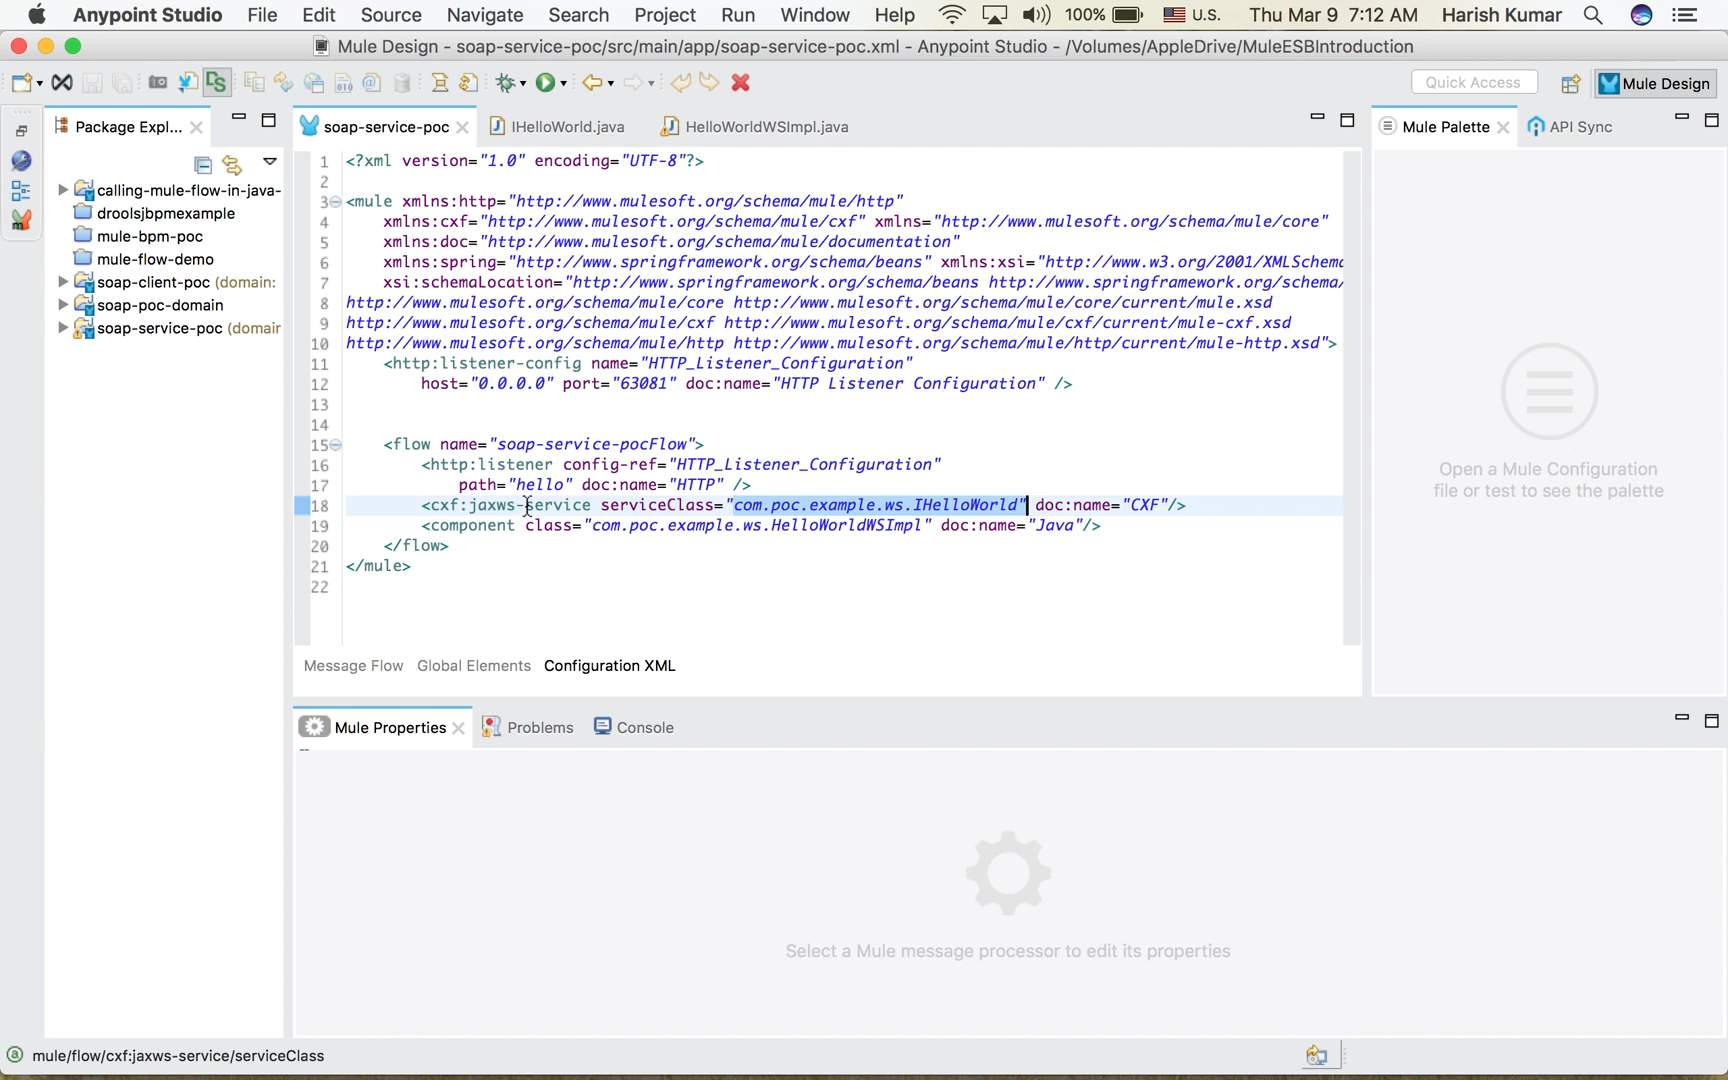 Anypoint Studio File Edit Source Navigate Search Project Run Window Help 100% U.S. Thu Mar 9 7:12 AM Harish Kumar
Mule Design - soap-service-poc/src/main/app/soap-service-poc.xml - Anypoint Studio - /Volumes/AppleDrive/MuleESBIntroduction
Quick Access Mule Design
Package Expl...
soap-service-poc IHelloWorld.java HelloWorldWSImpl.java
Mule Palette API Sync
calling-mule-flow-in-java-
droolsjbpmexample
mule-bpm-poc
mule-flow-demo
soap-client-poc (domain:
soap-poc-domain
soap-service-poc (domair
1 <?xml version="1.0" encoding="UTF-8"?>
2
3 <mule xmlns:http="http://www.mulesoft.org/schema/mule/http"
4 xmlns:cxf="http://www.mulesoft.org/schema/mule/cxf" xmlns="http://www.mulesoft.org/schema/mule/core"
5 xmlns:doc="http://www.mulesoft.org/schema/mule/documentation"
6 xmlns:spring="http://www.springframework.org/schema/beans" xmlns:xsi="http://www.w3.org/2001/XMLSchema
7 xsi:schemaLocation="http://www.springframework.org/schema/beans http://www.springframework.org/schema/
8 http://www.mulesoft.org/schema/mule/core http://www.mulesoft.org/schema/mule/core/current/mule.xsd
9 http://www.mulesoft.org/schema/mule/cxf http://www.mulesoft.org/schema/mule/cxf/current/mule-cxf.xsd
10 http://www.mulesoft.org/schema/mule/http http://www.mulesoft.org/schema/mule/http/current/mule-http.xsd">
11 <http:listener-config name="HTTP_Listener_Configuration"
12 host="0.0.0.0" port="63081" doc:name="HTTP Listener Configuration" />
13
14
15 <flow name="soap-service-pocFlow">
16 <http:listener config-ref="HTTP_Listener_Configuration"
17 path="hello" doc:name="HTTP" />
18 <cxf:jaxws-service serviceClass="com.poc.example.ws.IHelloWorld" doc:name="CXF"/>
19 <component class="com.poc.example.ws.HelloWorldWSImpl" doc:name="Java"/>
20 </flow>
21 </mule>
22
Open a Mule Configuration
file or test to see the palette
Message Flow Global Elements Configuration XML
Mule Properties Problems Console
Select a Mule message processor to edit its properties
mule/flow/cxf:jaxws-service/serviceClass